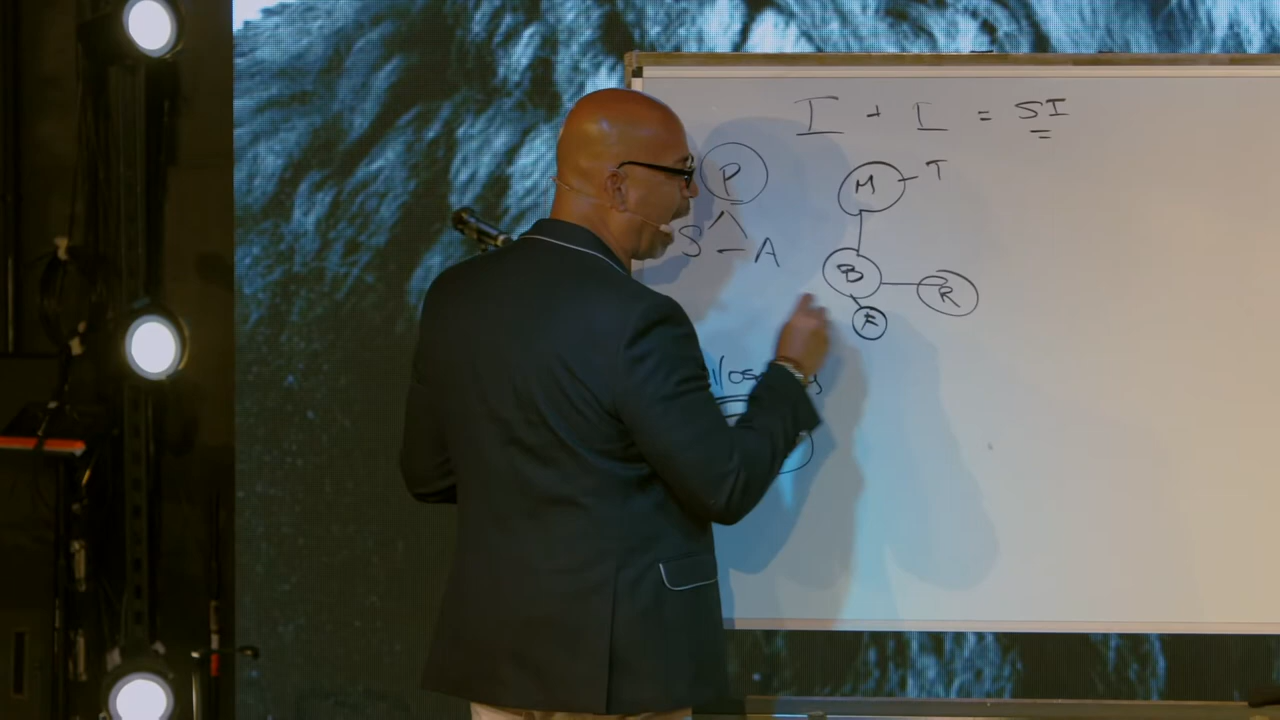 I + I = SI
P
M - T
S - A
B
R
F